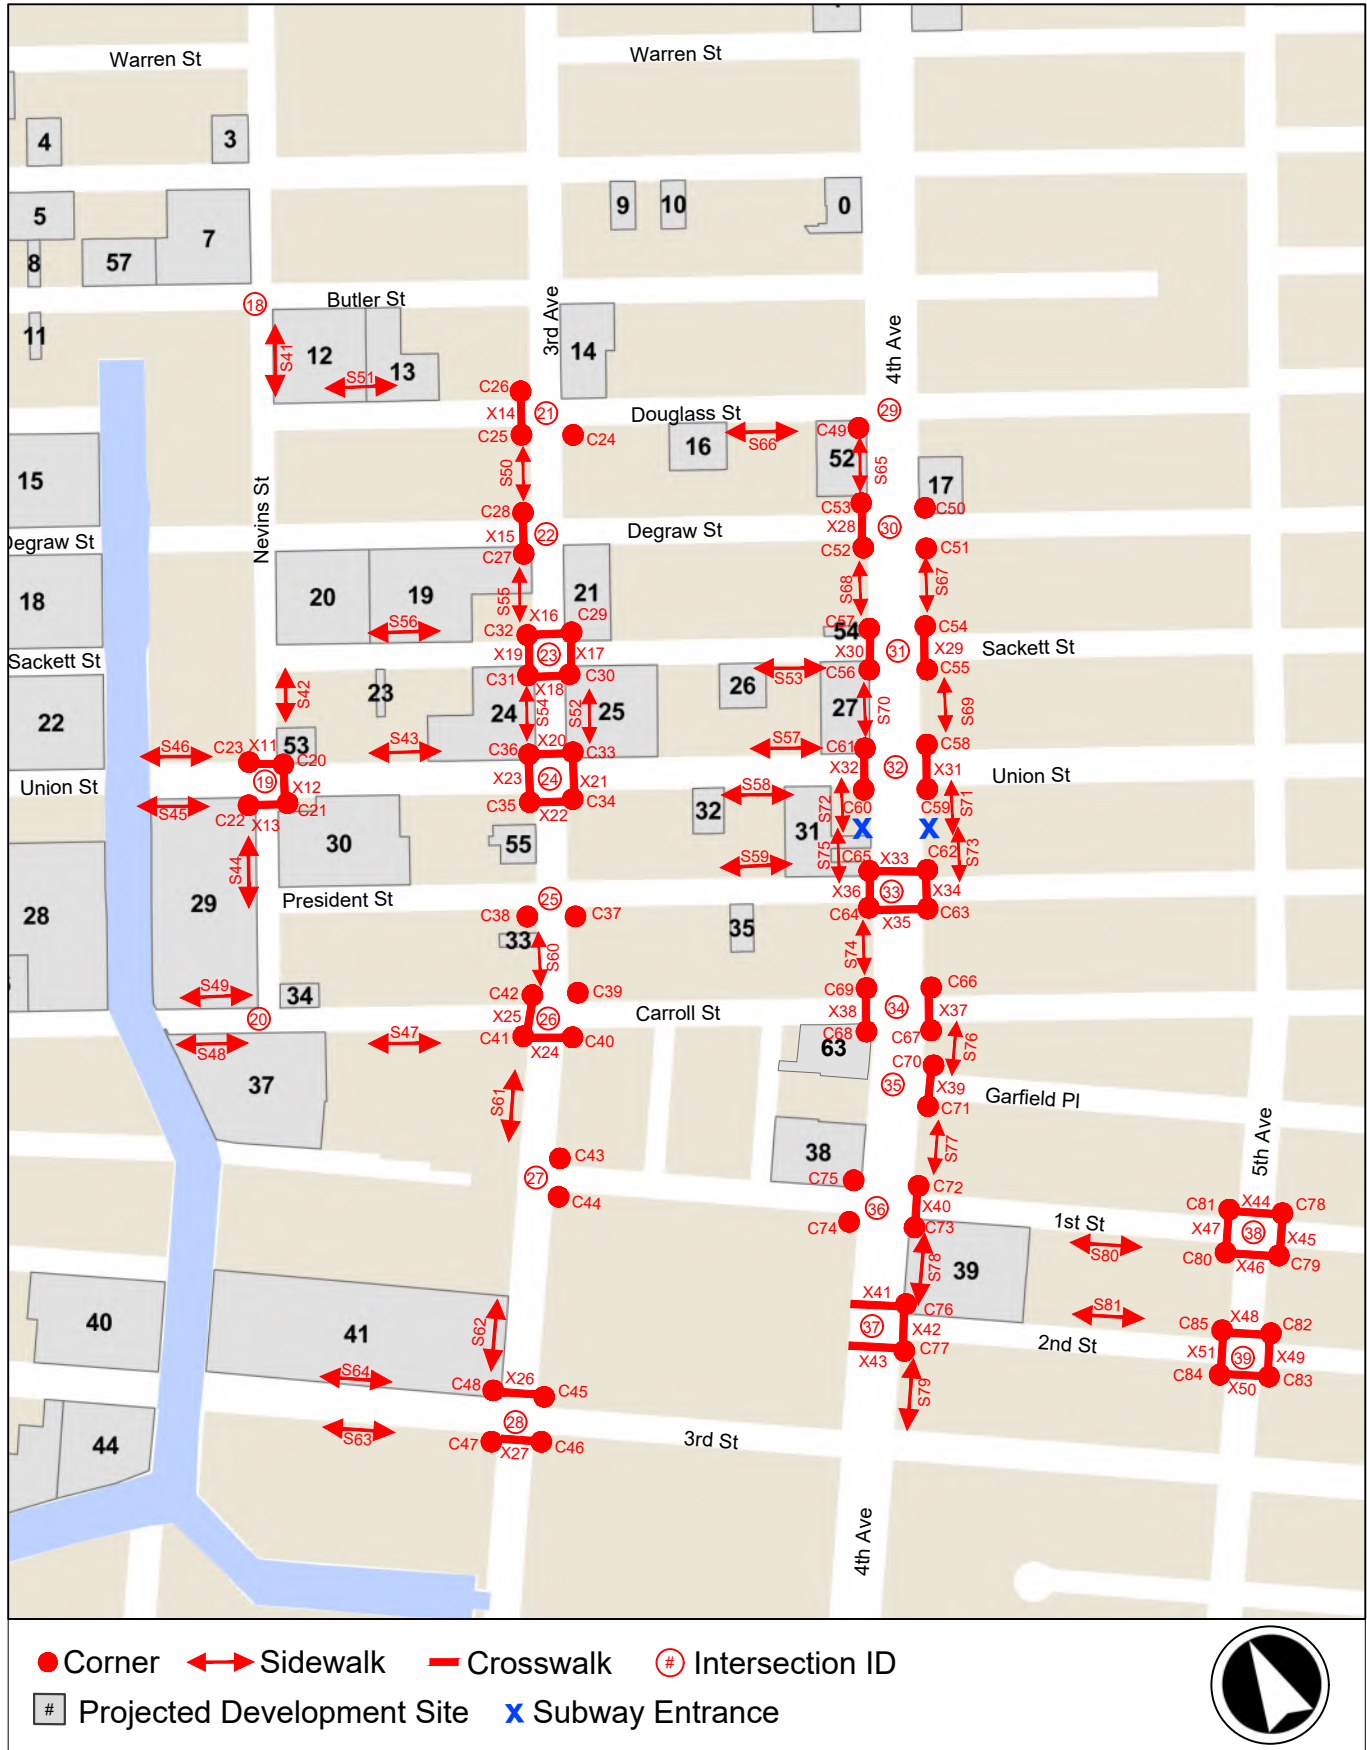 Warren St
Warren St
4
3
5
7
9
10
0
8
57
18
Butler St
3rd Ave
11
S41
12
13
S51
14
4th Ave
C26
X14
21
C25
C24
Douglass St
29
C49
16
S66
52
S65
17
15
S50
Nevins St
C28
X15
22
C27
Degraw St
C53
X28
30
C50
C52
C51
Degraw St
18
20
19
S55
21
S68
S67
S56
X16
C32
C29
X19
23
X17
C31
X18
C30
C57
54
X30
31
C54
X29
C56
C55
Sackett St
Sackett St
22
S42
23
24
S54
S52
25
26
S53
27
S70
S69
53
S46
C23
X11
C20
19
X12
C22
X13
C21
S45
S43
C36
X20
C33
X23
24
X21
C35
X22
C34
S57
C61
C58
X32
32
X31
C60
C59
Union St
Union St
S58
32
31
S72
S71
X
X
S75
S73
S44
30
55
S59
C65
X33
C62
X36
33
X34
C64
X35
C63
28
29
President St
25
C38
C37
33
S60
35
S74
S49
34
20
C42
C39
X25
26
C41
X24
C40
Carroll St
C69
C66
X38
34
X37
C68
C67
S48
S47
37
63
S76
C70
35
X39
C71
Garfield Pl
S61
38
S77
5th Ave
C43
27
C44
C75
C72
36
X40
C74
C73
1st St
C81
X44
C78
X47
38
X45
C80
X46
C79
S80
S78
39
40
41
S62
X41
C76
37
X42
X43
C77
S81
2nd St
C85
X48
C82
X51
39
X49
C84
X50
C83
S64
X26
C48
C45
S79
S63
28
C47
X27
C46
3rd St
44
4th Ave
Corner
Sidewalk
Crosswalk
# Intersection ID
# Projected Development Site
X Subway Entrance